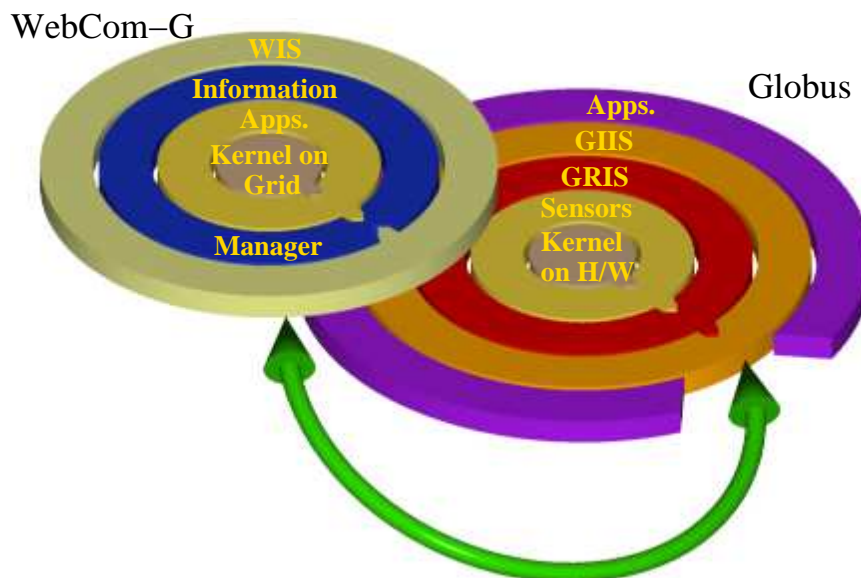 WebCom–G
WIS
Information
Apps.
Kernel on
Grid
Manager
Globus
Apps.
GIIS
GRIS
Sensors
Kernel
on H/W